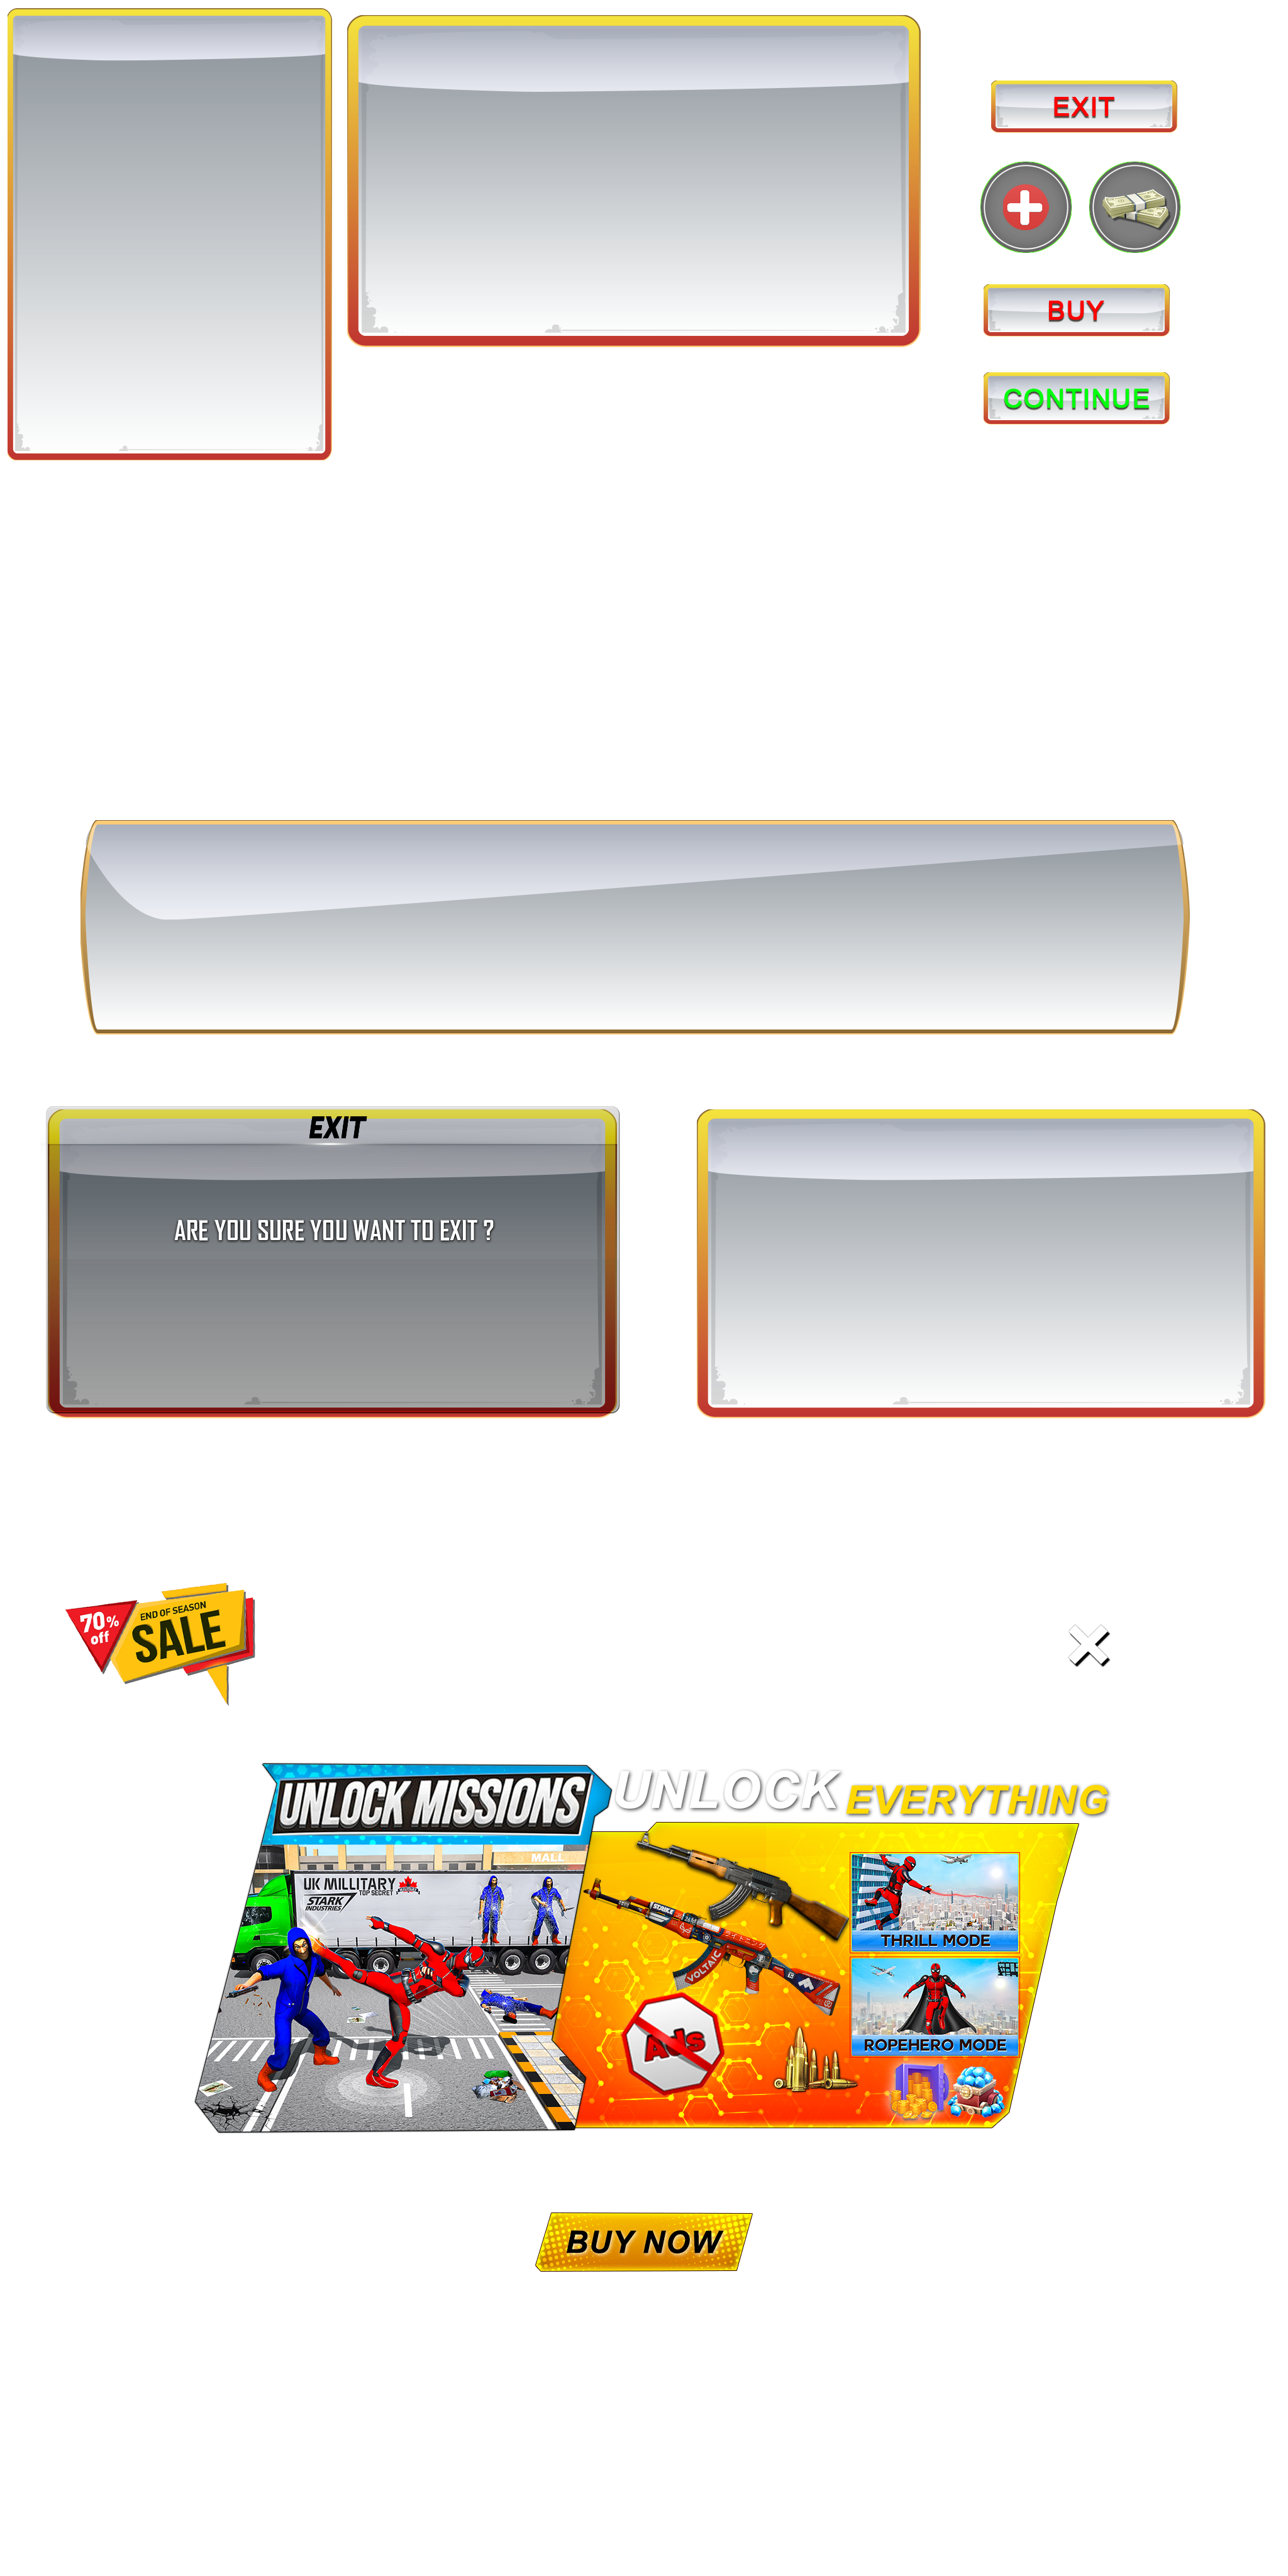 EXIT
BUY
CONTINUE
EXIT
ARE YOU SURE YOU WANT TO EXIT ?
70%
off
END OF SEASON
SALE
UNLOCK MISSIONS
UNLOCK EVERYTHING
MALL
UK MILLITARY
TOP SECRET
STARK
INDUSTRIES
VOLTAIC
Ads
THRILL MODE
ROPEHERO MODE
BUY NOW